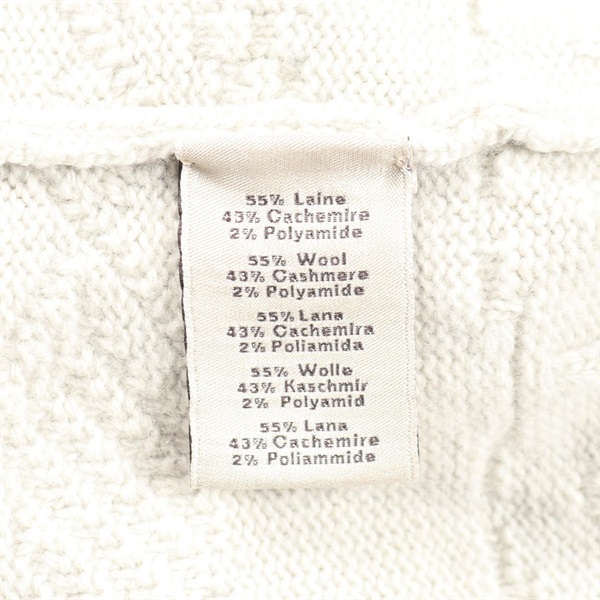 55% Laine
43% Cachemire
2% Polyamide
55% Wool
43% Cashmere
2% Polyamide
55% Lana
43% Cachemira
2% Poliamida
55% Wolle
43% Kaschmir
2% Polyamid
55% Lana
43% Cachemire
2% Poliammide